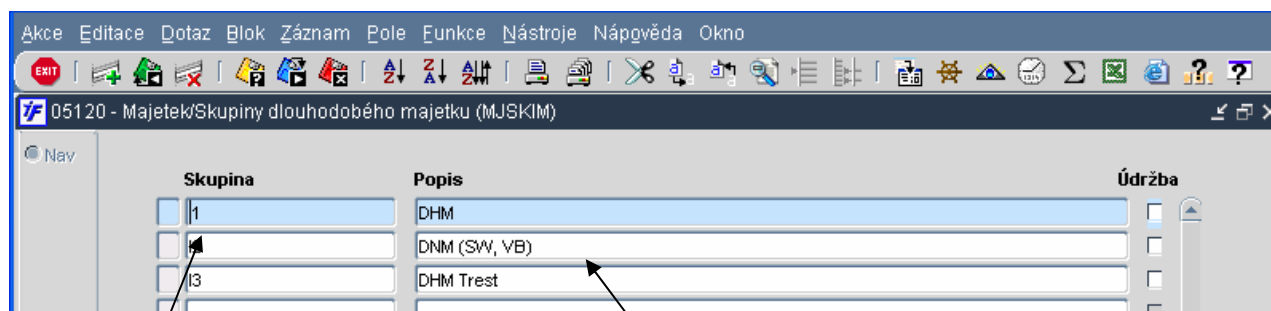 Akce Editace Dotaz Blok Záznam Pole Funkce Nástroje Nápověda Okno
EXIT
05120 - Majetek/Skupiny dlouhodobého majetku (MJSKIM)
Nav
Skupina Popis Údržba
I1 DHM
DNM (SW, VB)
I3 DHM Trest